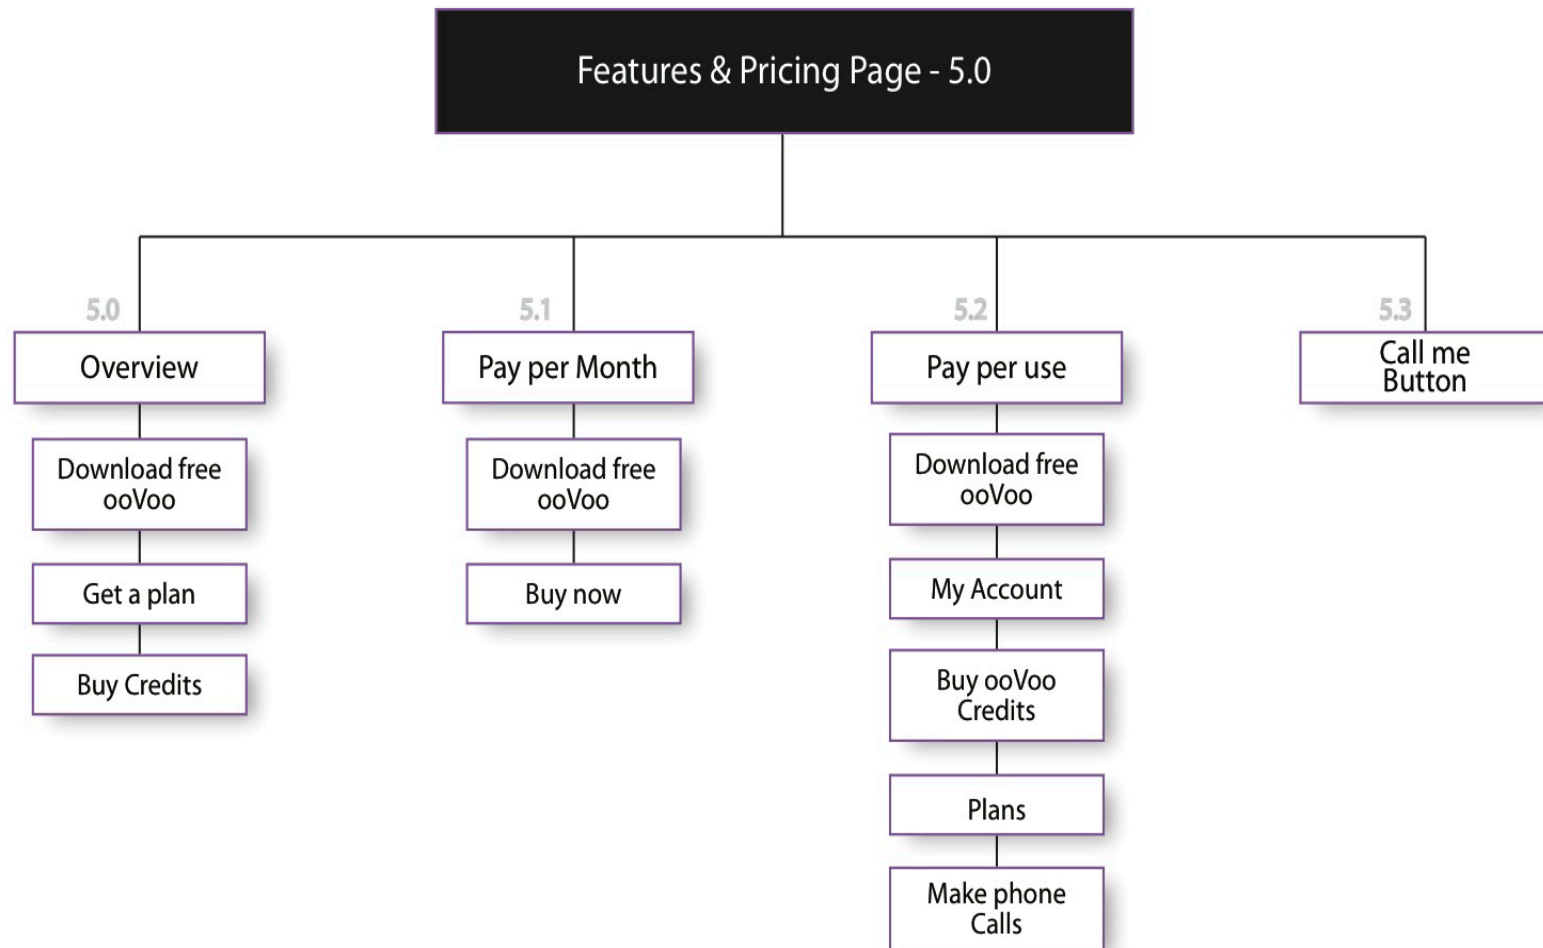 Features & Pricing Page - 5.0
5.0
Overview
Download free
ooVoo
Get a plan
Buy Credits
5.1
Pay per Month
Download free
ooVoo
Buy now
5.2
Pay per use
Download free
ooVoo
My Account
Buy ooVoo
Credits
Plans
Make phone
Calls
5.3
Call me
Button